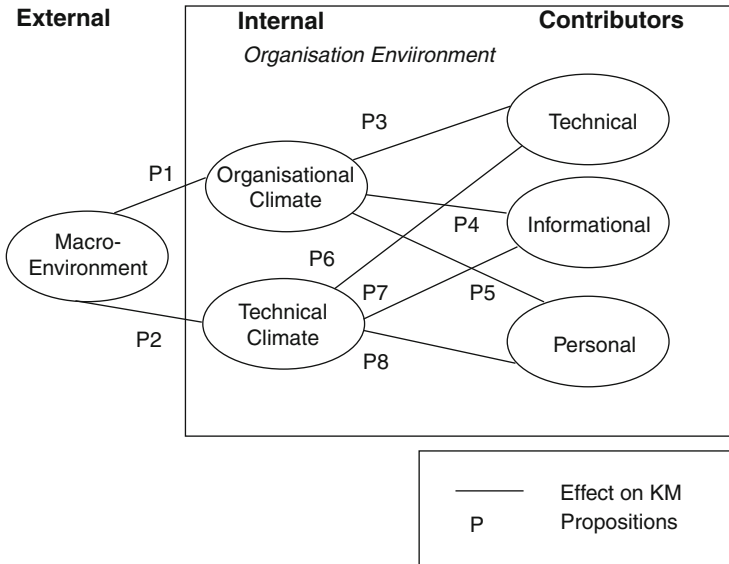 External
Internal
Contributors
Organisation Enviironment
P3
Technical
P1
Organisational
Climate
P4
Informational
Macro-
Environment
P6
P7
P5
P2
Technical
Climate
P8
Personal
Effect on KM
P
Propositions